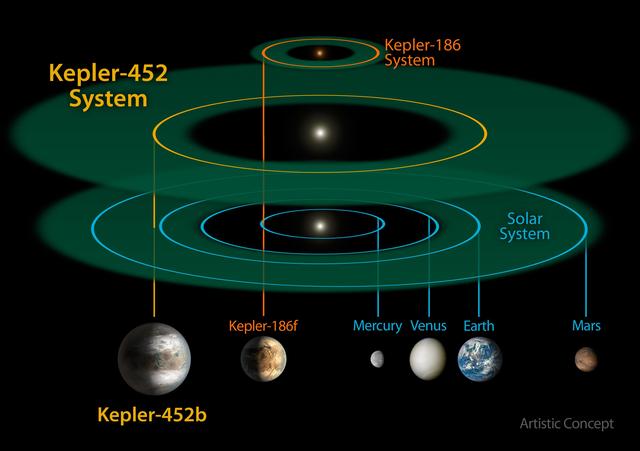 Kepler-186
System
Kepler-452
System
Solar
System
Kepler-186f
Mercury
Venus
Earth
Mars
Kepler-452b
Artistic Concept